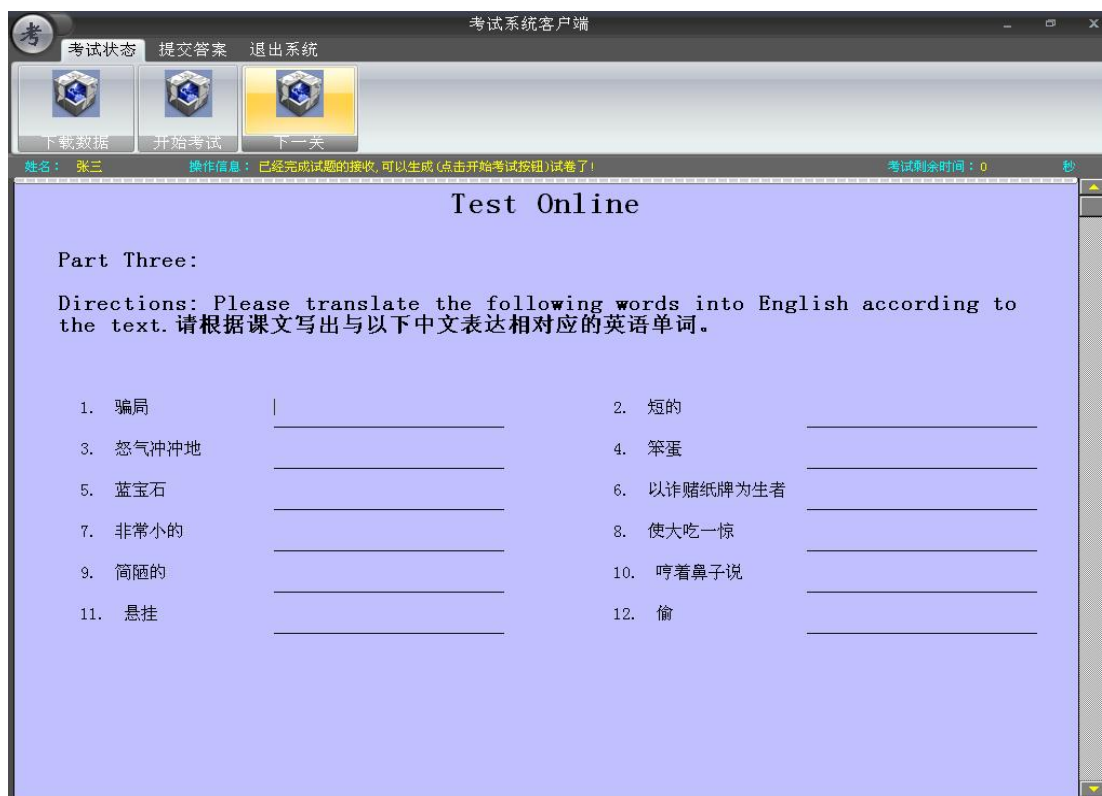 考试系统客户端
考
考试状态 提交答案 退出系统
下载数据 开始考试 下一关
姓名： 张三 操作信息：已经完成试题的接收,可以生成(点击开始考试按钮)试卷了! 考试剩余时间：0 秒
Test Online
Part Three:
Directions: Please translate the following words into English according to
the text.请根据课文写出与以下中文表达相对应的英语单词。
1. 骗局 2. 短的
3. 怒气冲冲地 4. 笨蛋
5. 蓝宝石 6. 以诈赌纸牌为生者
7. 非常小的 8. 使大吃一惊
9. 简陋的 10. 哼着鼻子说
11. 悬挂 12. 偷